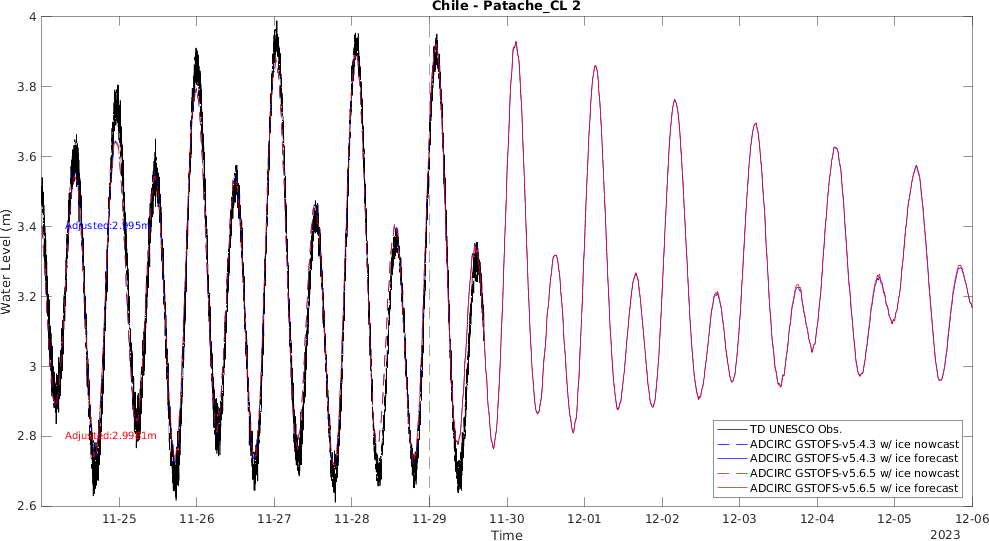 Chile - Patache_CL 2
4
3.8
3.6
3.4
3.2
3
2.8
2.6
Water Level (m)
Adjusted:2.995m
Adjusted:2.9981m
TD UNESCO Obs.
ADCIRC GSTOFS-v5.4.3 w/ ice nowcast
ADCIRC GSTOFS-v5.4.3 w/ ice forecast
ADCIRC GSTOFS-v5.6.5 w/ ice nowcast
ADCIRC GSTOFS-v5.6.5 w/ ice forecast
11-25 11-26 11-27 11-28 11-29 11-30 12-01 12-02 12-03 12-04 12-05 12-06
Time
2023